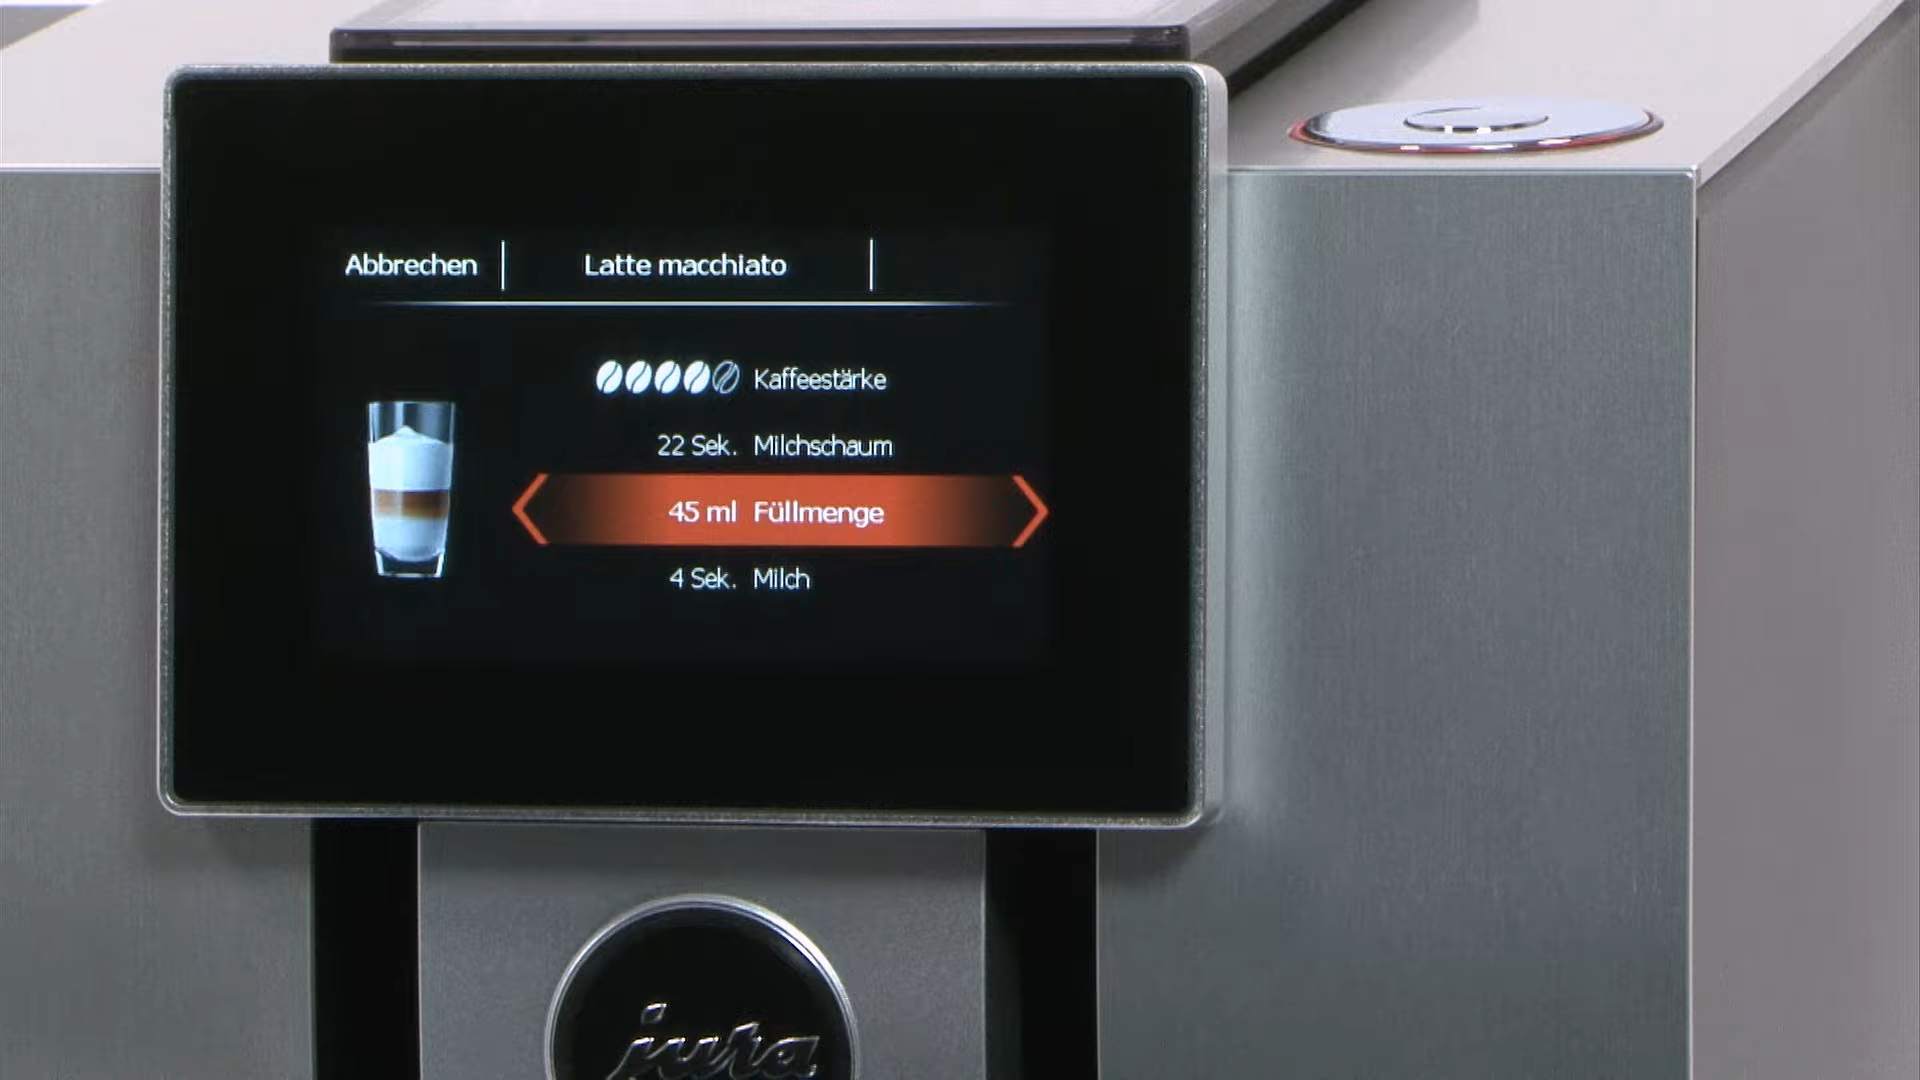 Abbrechen
Latte macchiato
Kaffeestärke
22 Sek. Milchschaum
45 ml Füllmenge
4 Sek. Milch
jura